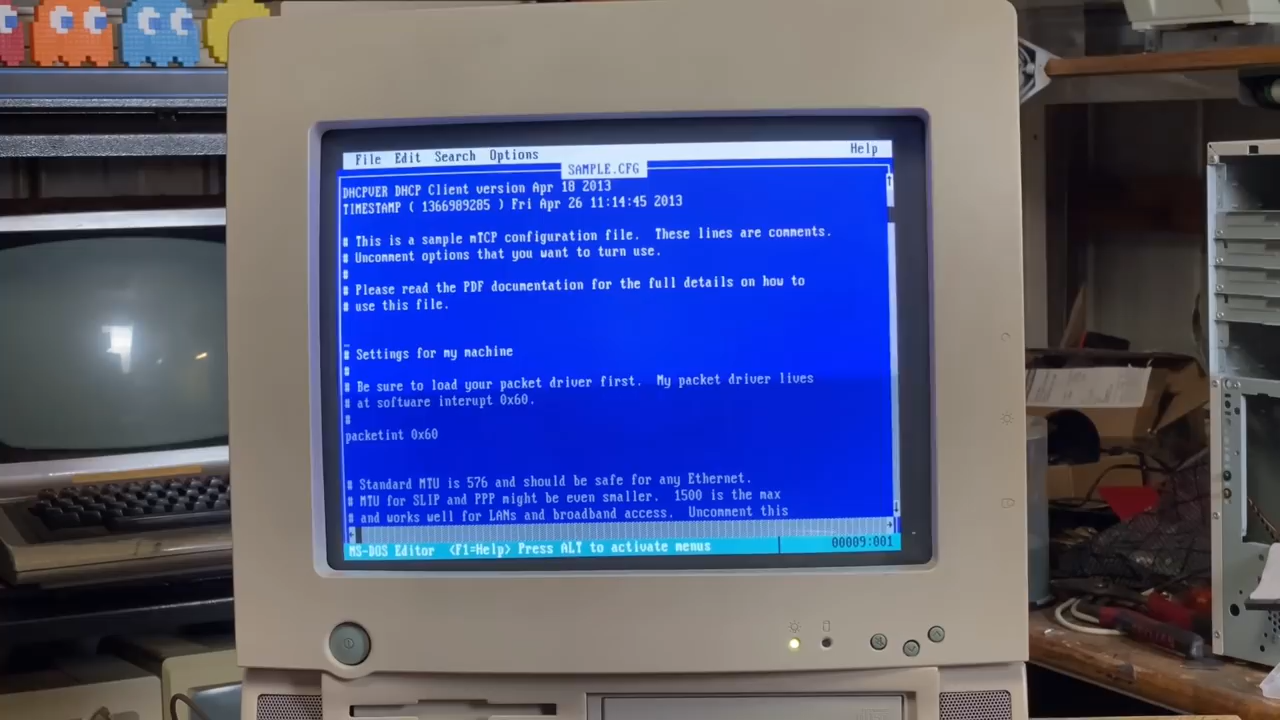 File Edit Search Options Help
SAMPLE.CFG
DHCPVER DHCP Client version Apr 18 2013
TIMESTAMP ( 1366989285 ) Fri Apr 26 11:14:45 2013
# This is a sample mTCP configuration file. These lines are comments.
# Uncomment options that you want to turn use.
#
# Please read the PDF documentation for the full details on how to
# use this file.
# Settings for my machine
#
# Be sure to load your packet driver first. My packet driver lives
# at software interupt 0x60.
#
packetint 0x60
# Standard MTU is 576 and should be safe for any Ethernet.
# MTU for SLIP and PPP might be even smaller. 1500 is the max
# and works well for LANs and broadband access. Uncomment this
MS-DOS Editor <F1=Help> Press ALT to activate menus 00009:001